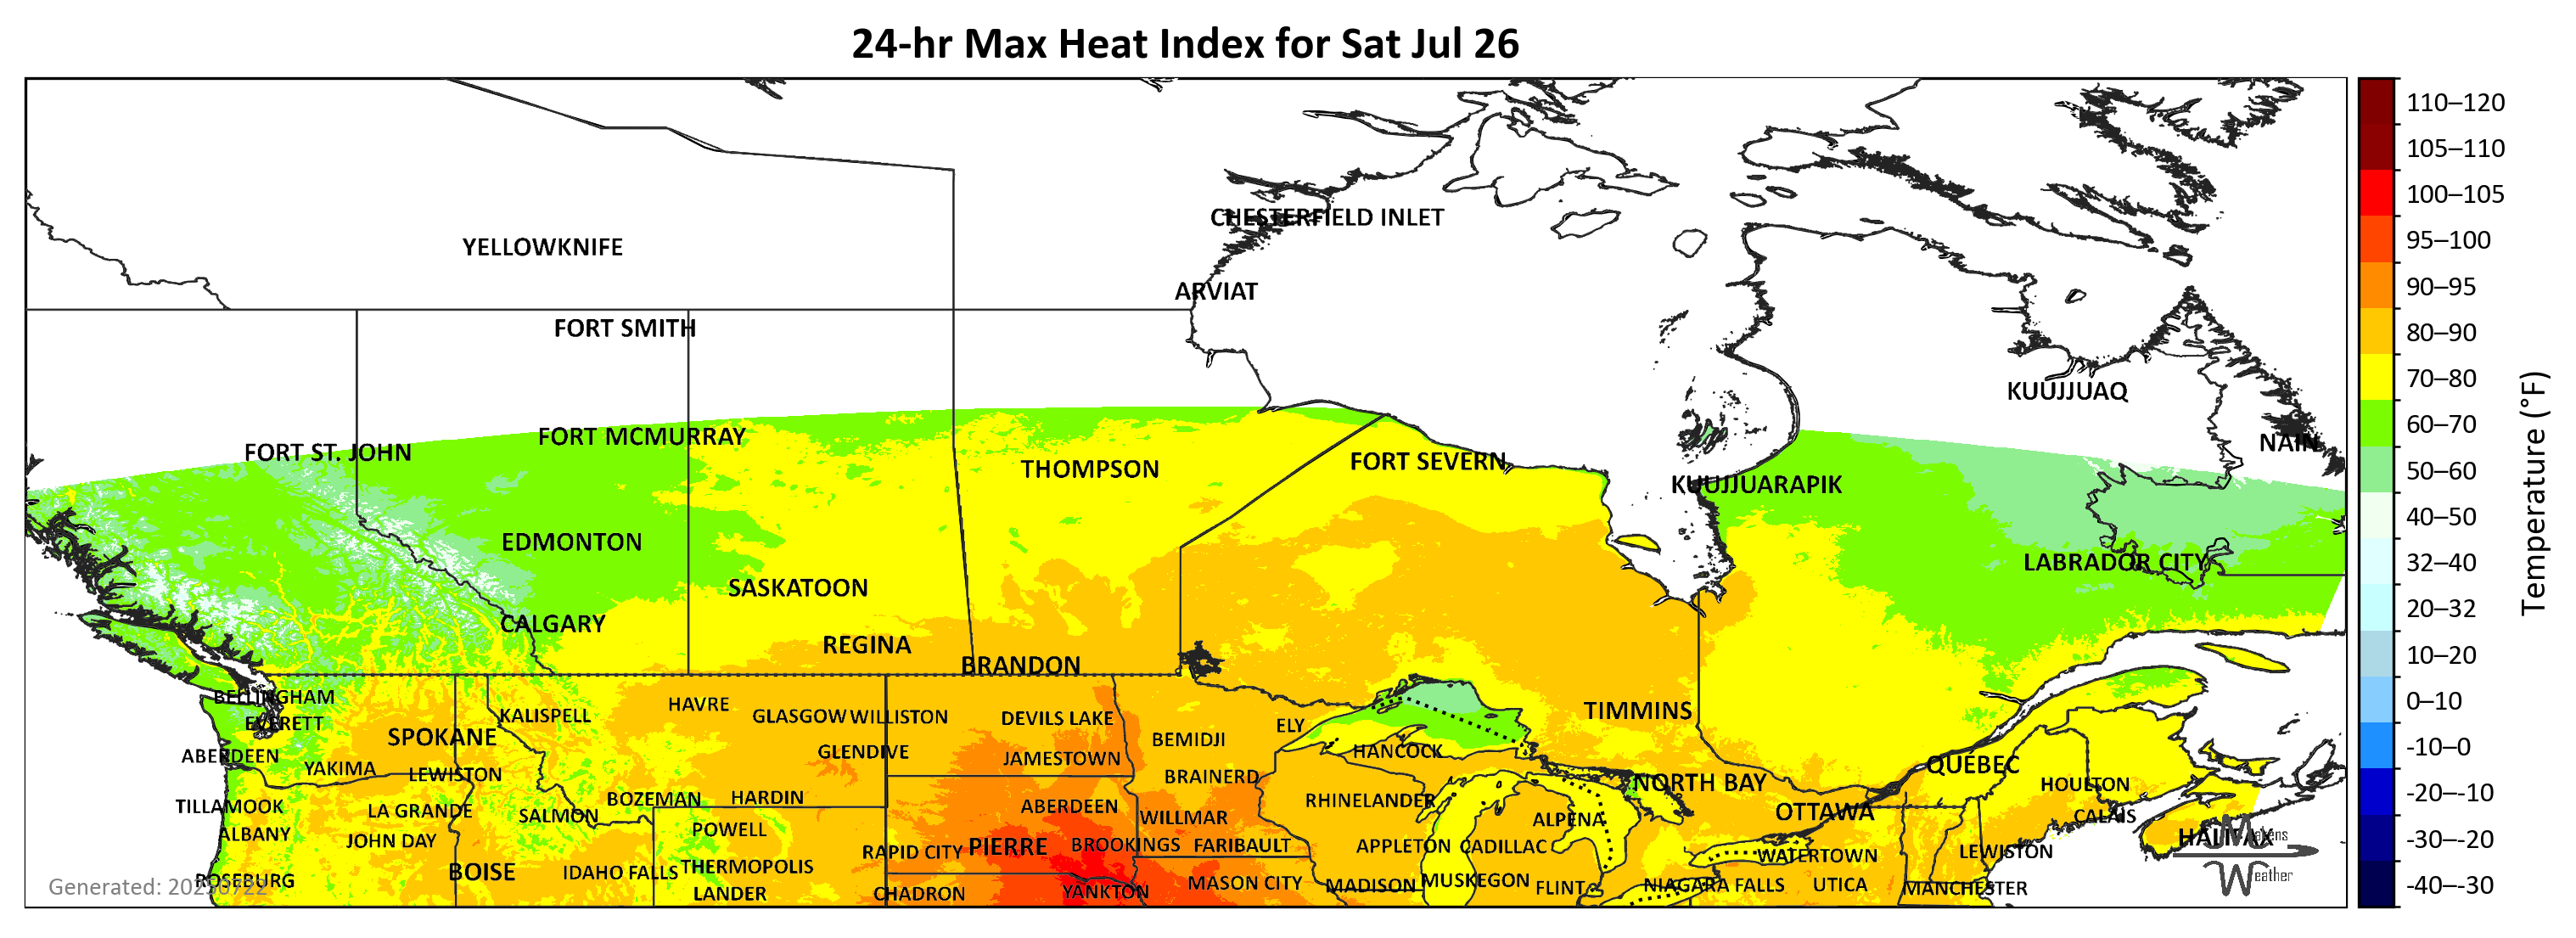 24-hr Max Heat Index for Sat Jul 26
CHESTERFIELD INLET
YELLOWKNIFE
ARVIAT
FORT SMITH
KUUJJUAQ
FORT MCMURRAY
NAIN
FORT ST. JOHN
THOMPSON
FORT SEVERN
KUUJJUARAPIK
EDMONTON
LABRADOR CITY
SASKATOON
CALGARY
REGINA
BRANDON
BELLINGHAM
HAVRE
TIMMINS
KALISPELL
GLASGOW
WILLISTON
DEVILS LAKE
EVERETT
ELY
SPOKANE
BEMIDJI
HANCOCK
GLENDIVE
ABERDEEN
JAMESTOWN
QUÉBEC
YAKIMA
LEWISTON
BRAINERD
NORTH BAY
HOULTON
BOZEMAN
HARDIN
RHINELANDER
TILLAMOOK
ABERDEEN
LA GRANDE
SALMON
OTTAWA
CALAIS
WILLMAR
ALPENA
POWELL
ALBANY
HALIFAX
JOHN DAY
PIERRE
BROOKINGS
FARIBAULT
APPLETON
CADILLAC
RAPID CITY
LEWISTON
WATERTOWN
THERMOPOLIS
BOISE
IDAHO FALLS
ROSEBURG
MUSKEGON
MASON CITY
MADISON
NIAGARA FALLS
UTICA
FLINT
MANCHESTER
LANDER
CHADRON
YANKTON
Generated: 20250722
Matens
Weather
110–120
105–110
100–105
95–100
90–95
80–90
70–80
60–70
50–60
40–50
32–40
20–32
10–20
0–10
-10–0
-20–-10
-30–-20
-40–-30
Temperature (°F)